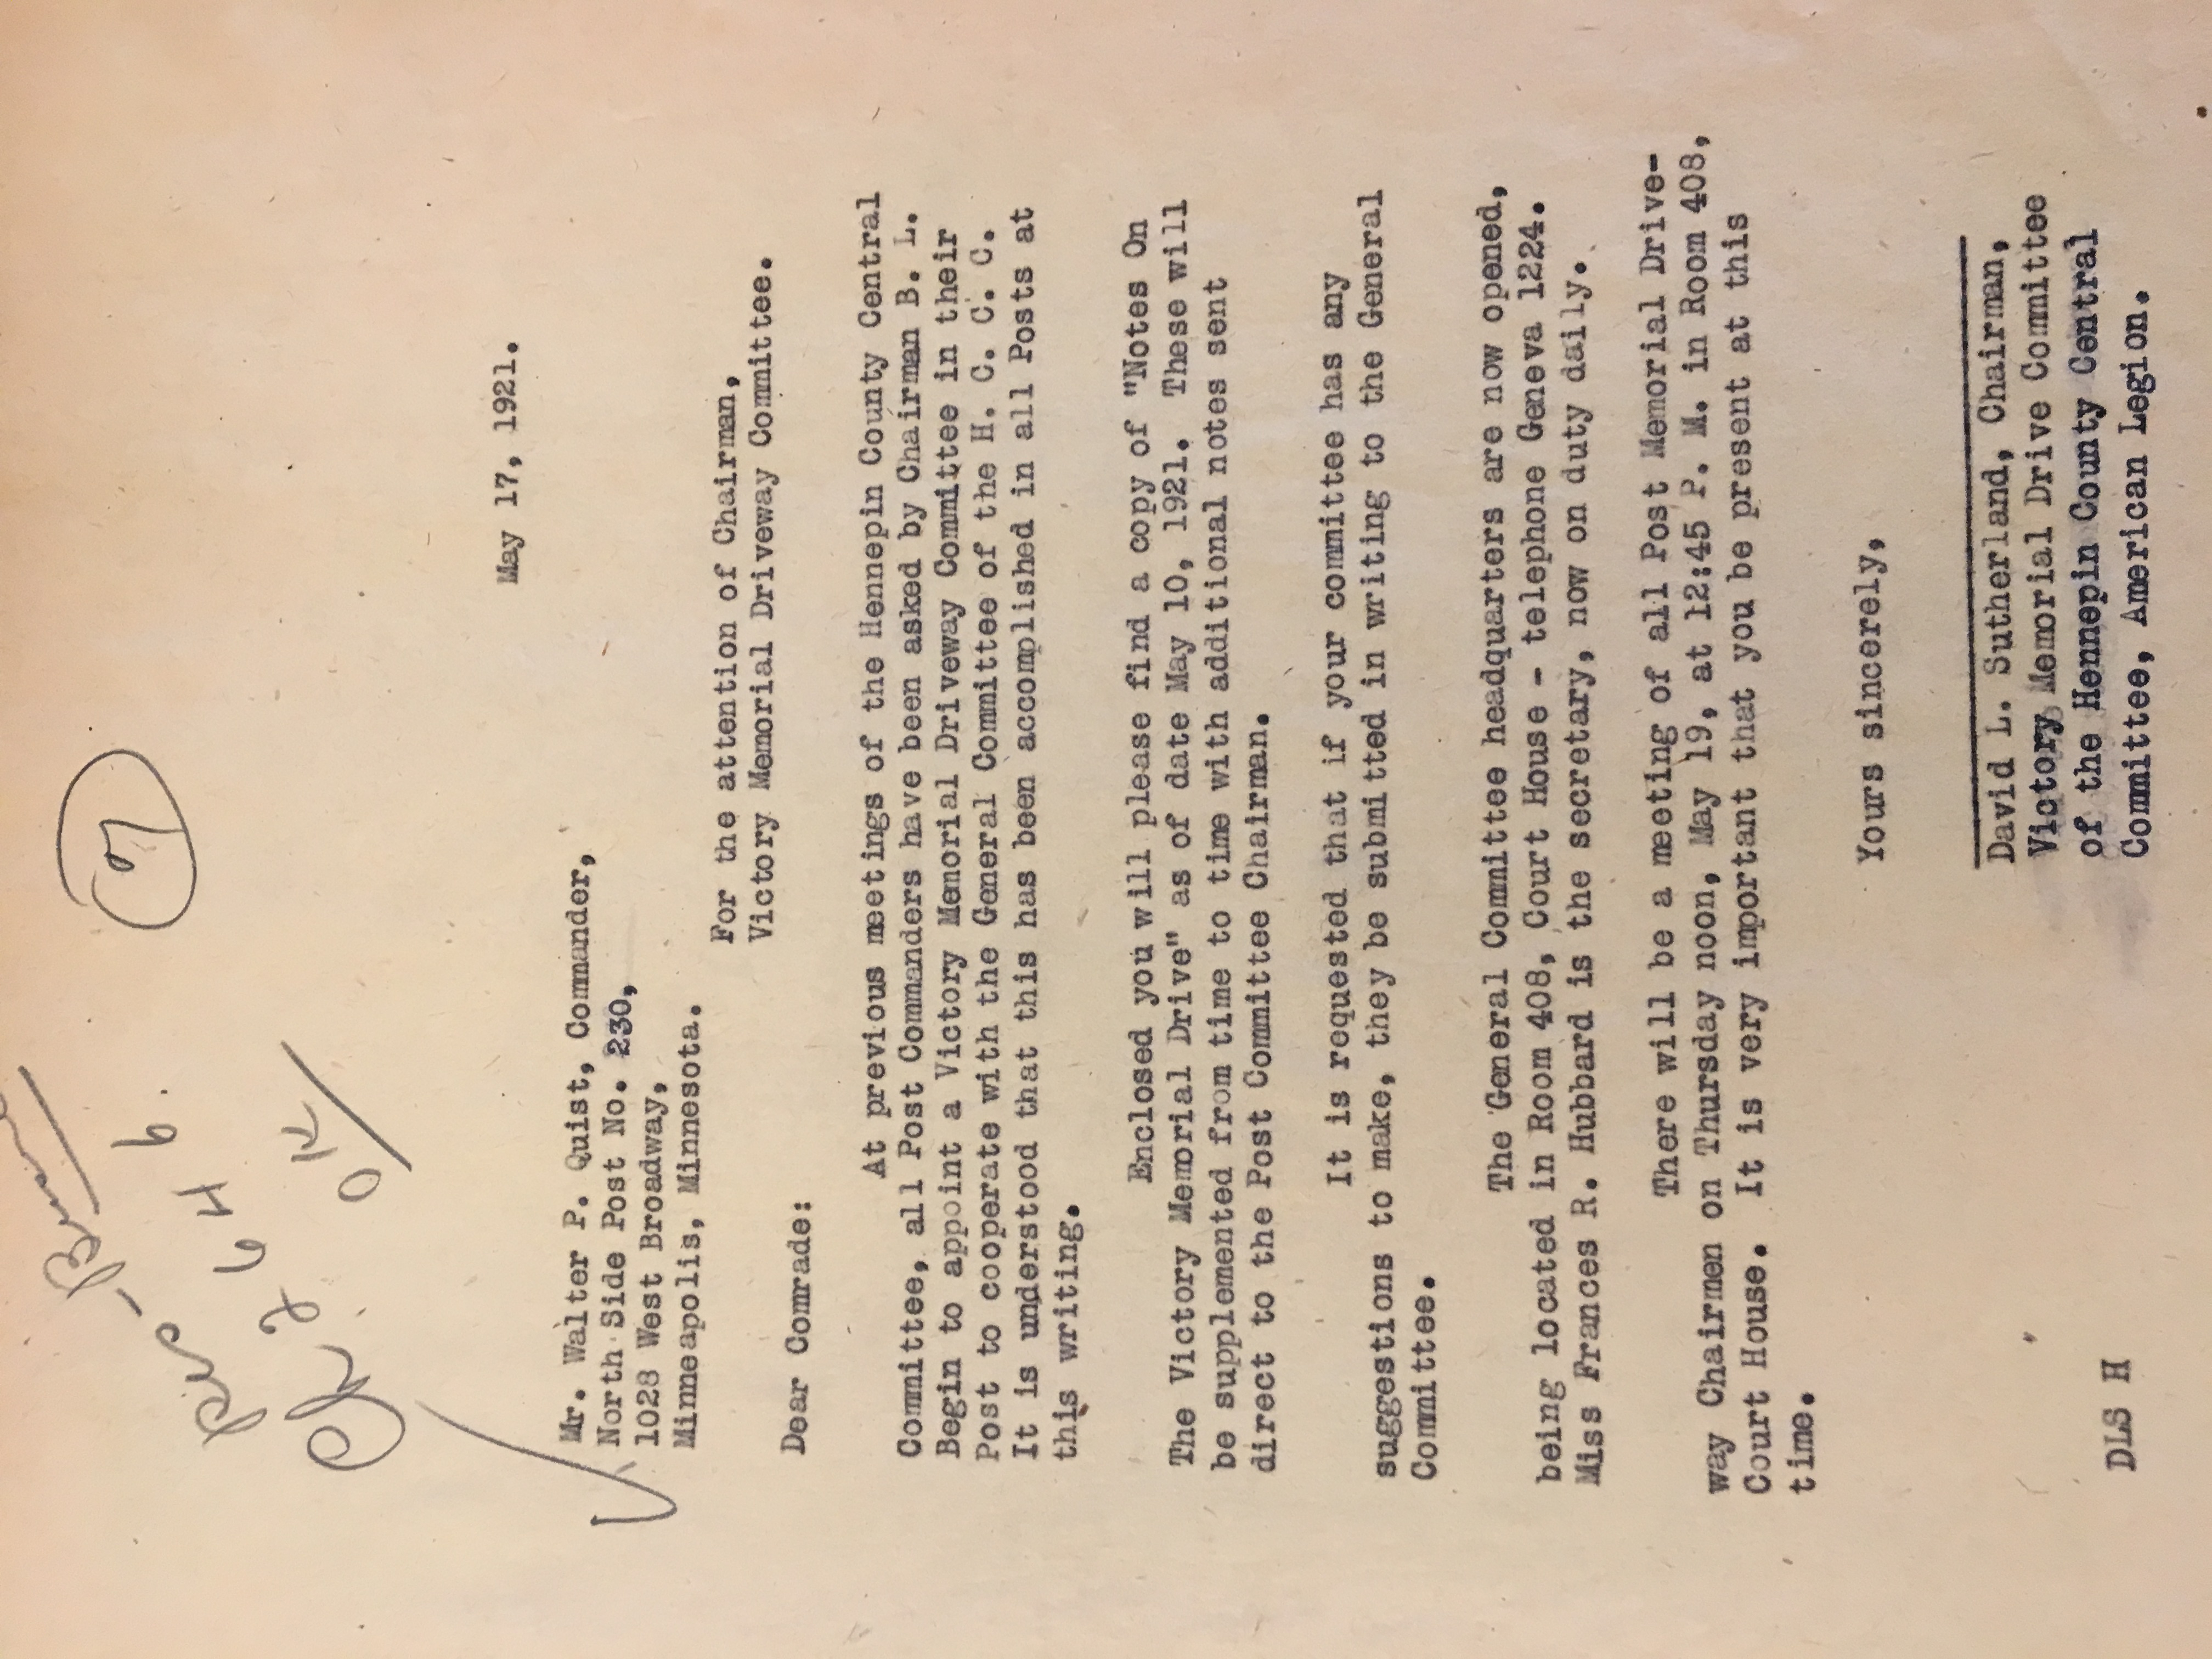 Res-
7
Ch 2646.
OK
May 17, 1921.
Mr. Walter P. Quist, Commander,
North Side Post No. 230,
1028 West Broadway,
Minneapolis, Minnesota.
For the attention of Chairman,
Victory Memorial Driveway Committee.
Dear Comrade:
At previous meetings of the Hennepin County Central
Committee, all Post Commanders have been asked by Chairman B. L.
Begin to appoint a Victory Memorial Driveway Committee in their
Post to cooperate with the General Committee of the H. C. C. C.
It is understood that this has been accomplished in all Posts at
this writing.
Enclosed you will please find a copy of "Notes On
The Victory Memorial Drive" as of date May 10, 1921. These will
be supplemented from time to time with additional notes sent
direct to the Post Committee Chairman.
It is requested that if your committee has any
suggestions to make, they be submitted in writing to the General
Committee.
The General Committee headquarters are now opened,
being located in Room 408, Court House - telephone Geneva 1224.
Miss Frances R. Hubbard is the secretary, now on duty daily.
There will be a meeting of all Post Memorial Drive-
way Chairmen on Thursday noon, May 19, at 12:45 P. M. in Room 408,
Court House. It is very important that you be present at this
time.
Yours sincerely,
David L. Sutherland, Chairman,
Victory Memorial Drive Committee
of the Hennepin County Central
Committee, American Legion.
DLS H